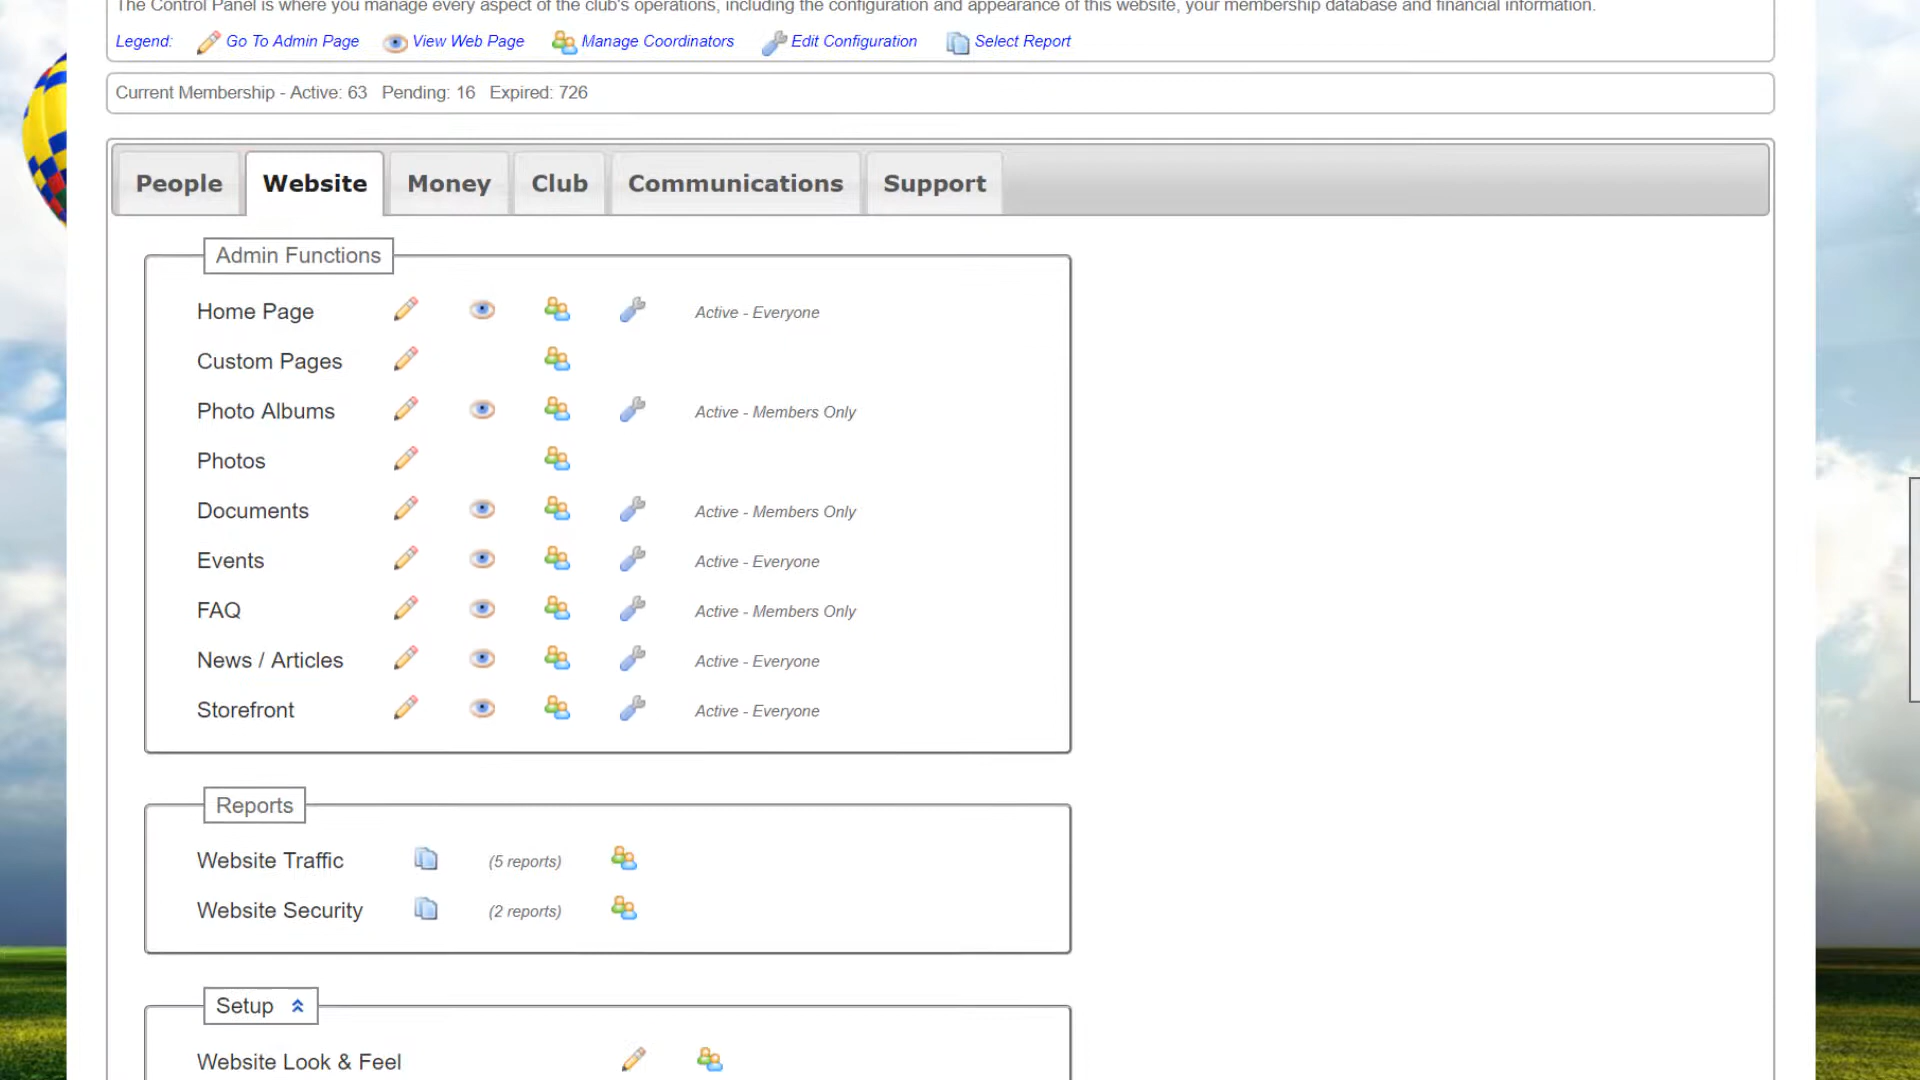 The Control Panel is where you manage every aspect of the club's operations, including the configuration and appearance of this website, your membership database and financial information.
Legend: Go To Admin Page View Web Page Manage Coordinators Edit Configuration Select Report
Current Membership - Active: 63 Pending: 16 Expired: 726
People Website Money Club Communications Support
Admin Functions
Home Page Active - Everyone
Custom Pages
Photo Albums Active - Members Only
Photos
Documents Active - Members Only
Events Active - Everyone
FAQ Active - Members Only
News / Articles Active - Everyone
Storefront Active - Everyone
Reports
Website Traffic (5 reports)
Website Security (2 reports)
Setup
Website Look & Feel